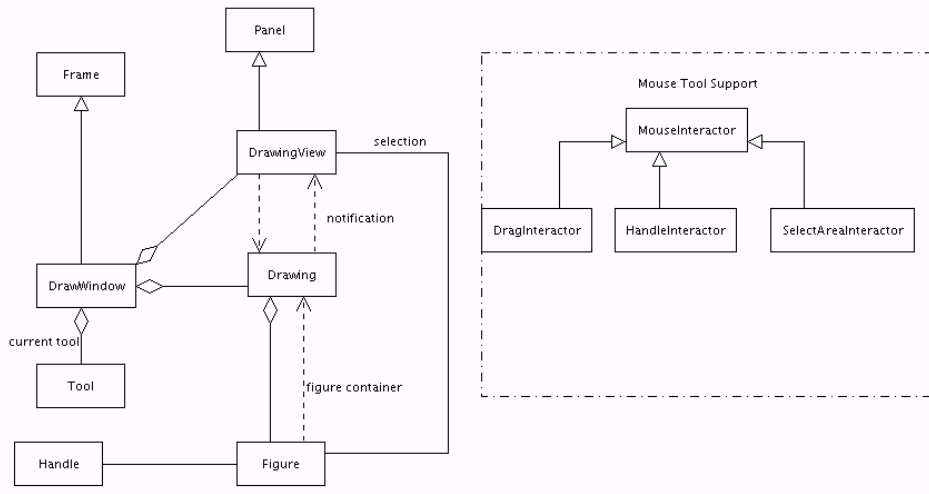 Panel
Frame
Mouse Tool Support
MouseInteractor
selection
DrawingView
notification
DragInteractor
HandleInteractor
SelectAreaInteractor
Drawing
DrawWindow
current tool
Tool
figure container
Handle
Figure